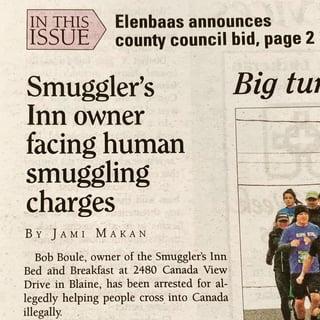 IN THIS
ISSUE
Elenbaas announces
county council bid, page 2
Smuggler's
Inn owner
facing human
smuggling
charges
BY JAMI MAKAN
Bob Boule, owner of the Smuggler's Inn
Bed and Breakfast at 2480 Canada View
Drive in Blaine, has been arrested for al-
legedly helping people cross into Canada
illegally.
Big tu